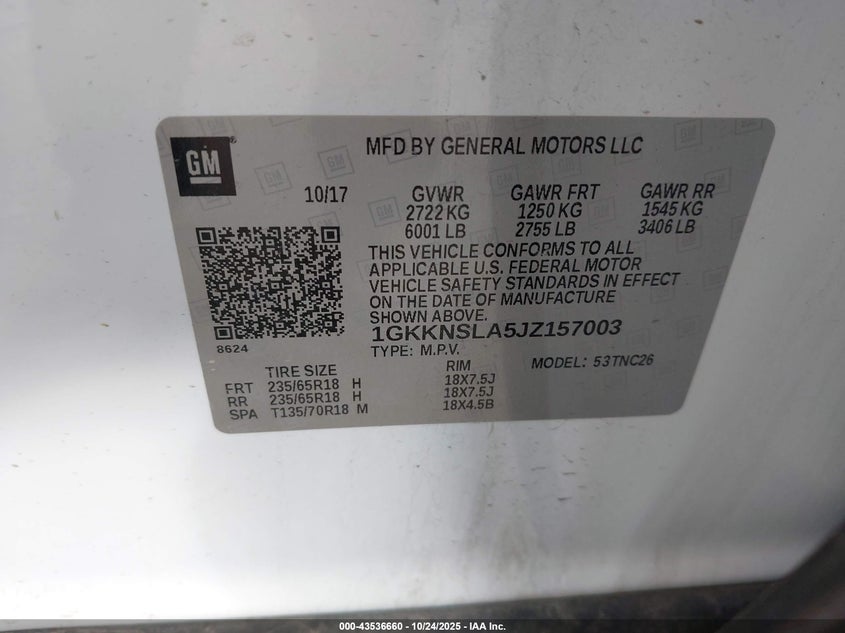 GM
MFD BY GENERAL MOTORS LLC
10/17 GVWR GAWR FRT GAWR RR
2722 KG 1250 KG 1545 KG
6001 LB 2755 LB 3406 LB
THIS VEHICLE CONFORMS TO ALL
APPLICABLE U.S. FEDERAL MOTOR
VEHICLE SAFETY STANDARDS IN EFFECT
ON THE DATE OF MANUFACTURE
SHOWN ABOVE.
1GKKNSLA5JZ157003
8624
TYPE: M.P.V. MODEL: 53TNC26
TIRE SIZE RIM
FRT 235/65R18 H 18X7.5J
RR 235/65R18 H 18X7.5J
SPA T135/70R18 M 18X4.5B
000-43536660 - 10/24/2025 - IAA Inc.